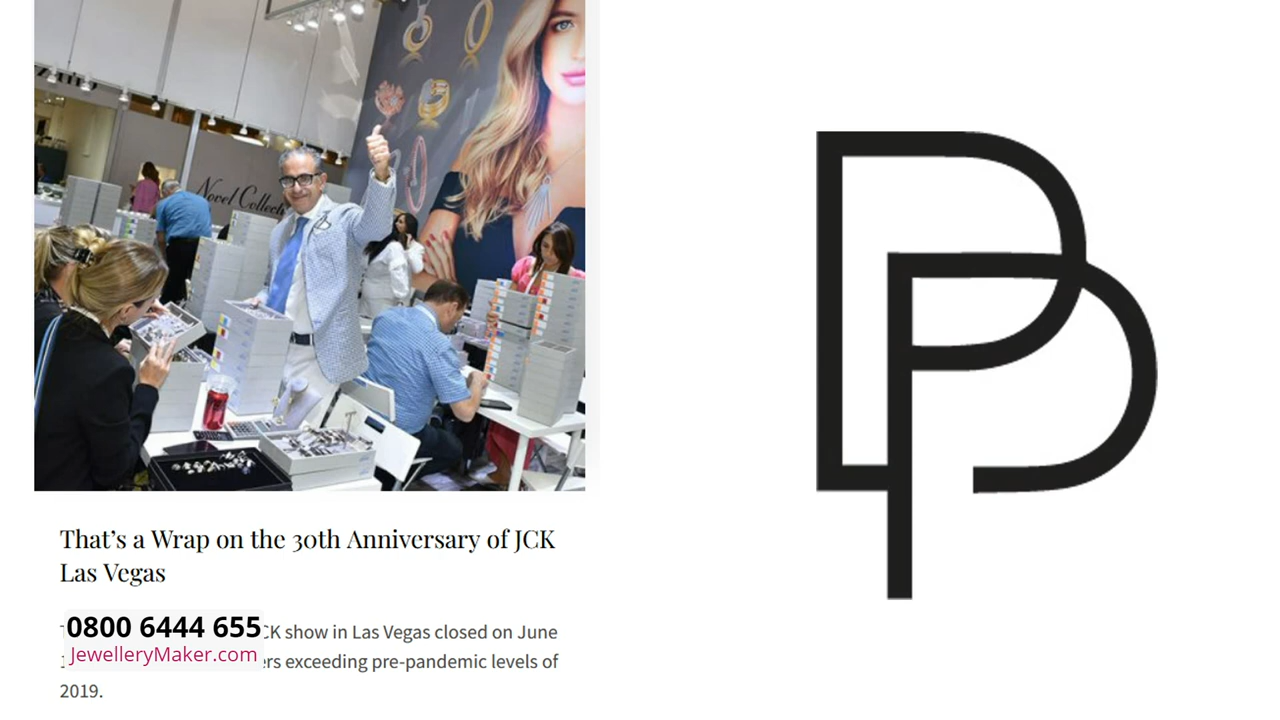 Novel Collect
That's a Wrap on the 30th Anniversary of JCK
Las Vegas
0800 6444 655
CK show in Las Vegas closed on June
JewelleryMaker.com
rs exceeding pre-pandemic levels of
2019.